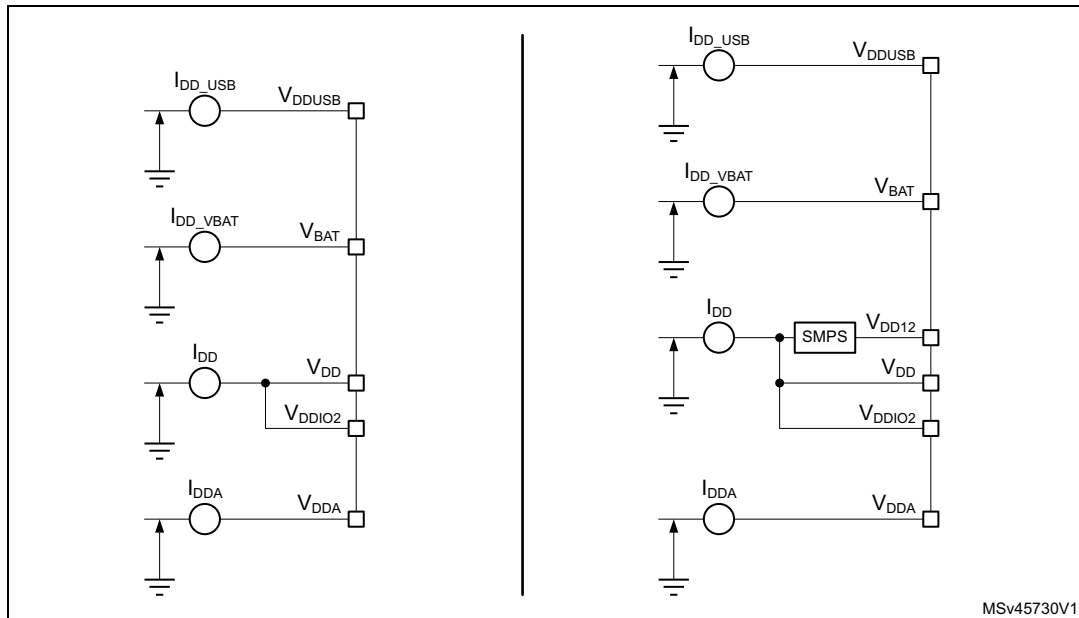 IDD_USB
VDDUSB
IDD_VBAT
VBAT
IDD
VDD
VDDIO2
IDDA
VDDA
IDD_USB
VDDUSB
IDD_VBAT
VBAT
IDD
SMPS
VDD12
VDD
VDDIO2
IDDA
VDDA
MSv45730V1